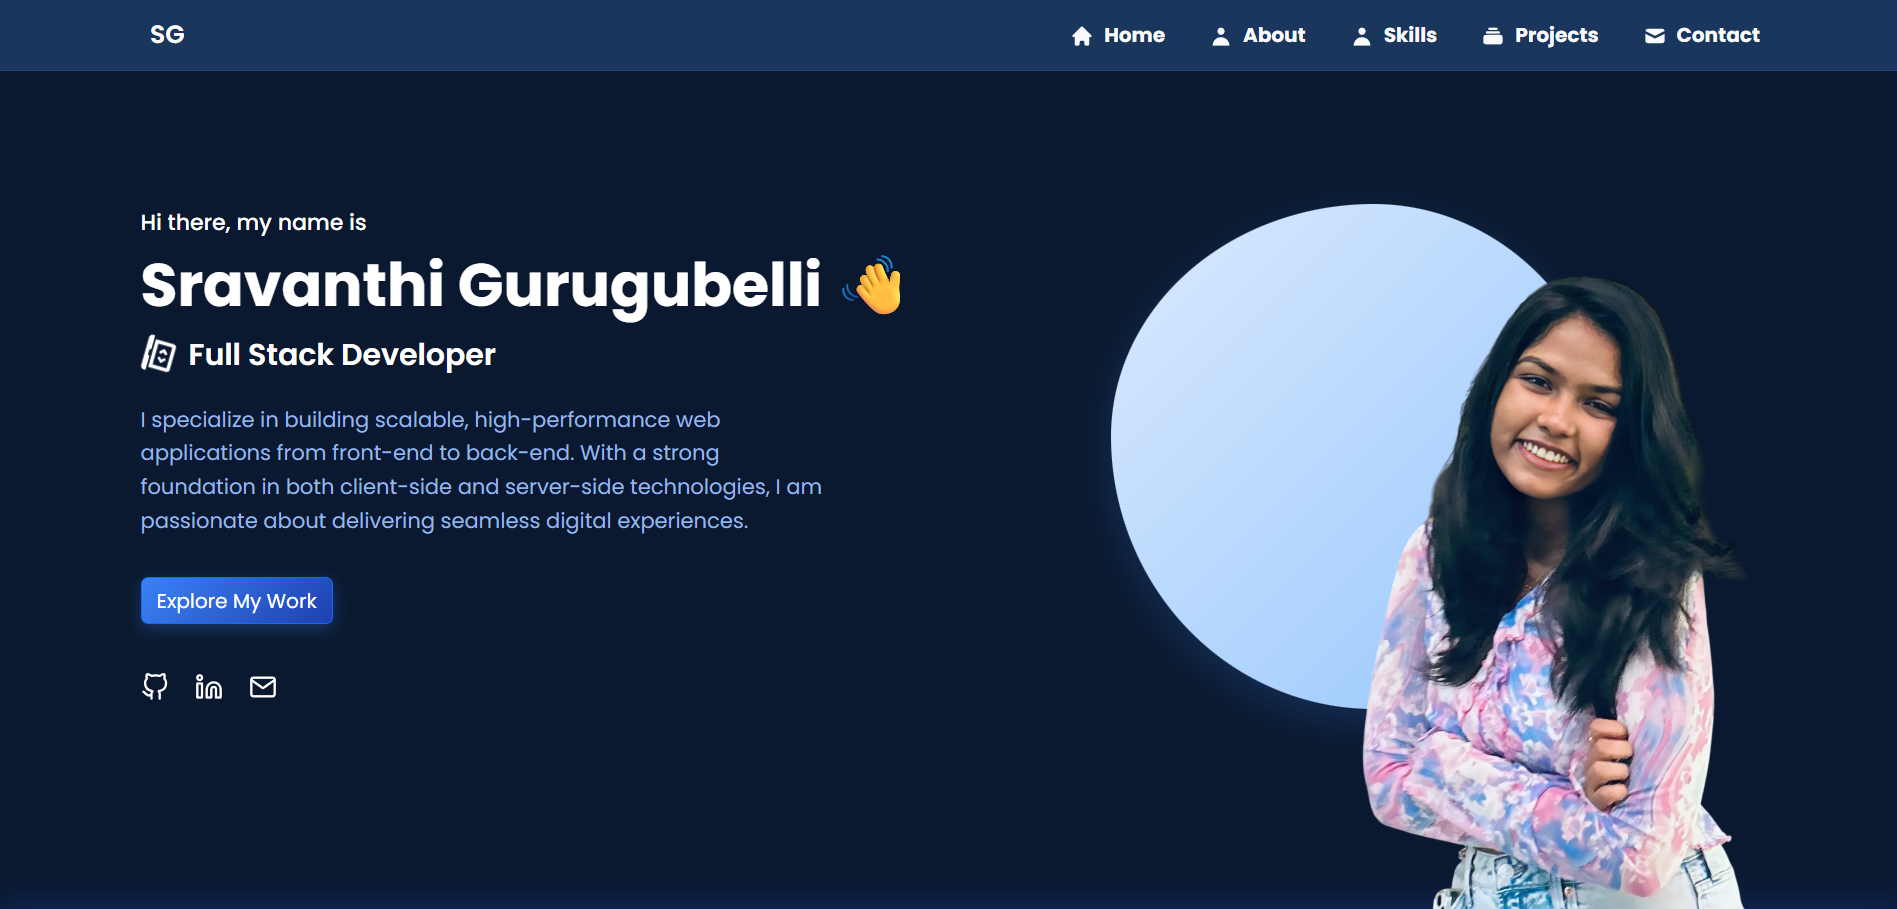 SG
Home
About
Skills
Projects
Contact
Hi there, my name is
Sravanthi Gurugubelli 👋
Full Stack Developer
I specialize in building scalable, high-performance web
applications from front-end to back-end. With a strong
foundation in both client-side and server-side technologies, I am
passionate about delivering seamless digital experiences.
Explore My Work